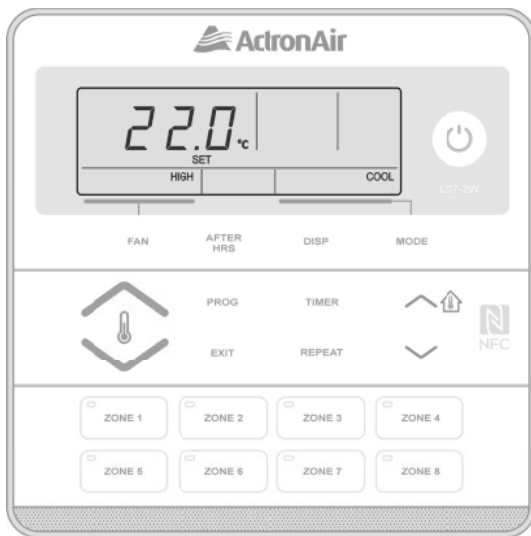 ActronAir
22.0 °C
SET
HIGH COOL
LC7-2W
FAN AFTER HRS DISP MODE
PROG TIMER
EXIT REPEAT
N
NFC
ZONE 1 ZONE 2 ZONE 3 ZONE 4
ZONE 5 ZONE 6 ZONE 7 ZONE 8